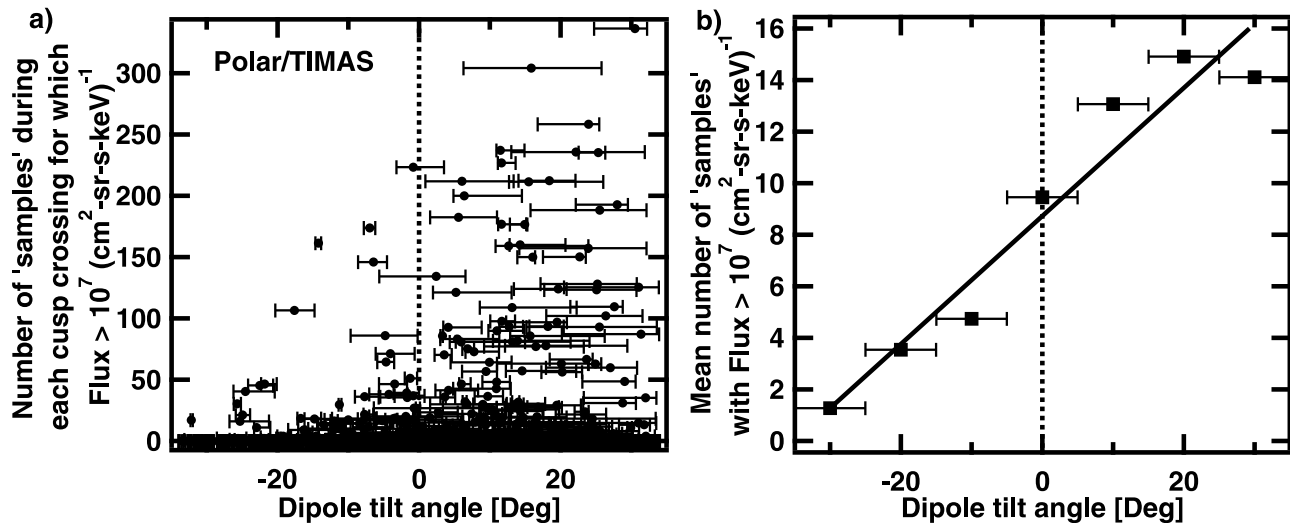 a)
Number of 'samples' during
each cusp crossing for which
Flux > 10^7 (cm^2-sr-s-keV)^-1
Polar/TIMAS
300
250
200
150
100
50
0
-20 0 20
Dipole tilt angle [Deg]
b)
Mean number of 'samples'
with Flux > 10^7 (cm^2-sr-s-keV)^-1
16
14
12
10
8
6
4
2
0
-20 0 20
Dipole tilt angle [Deg]